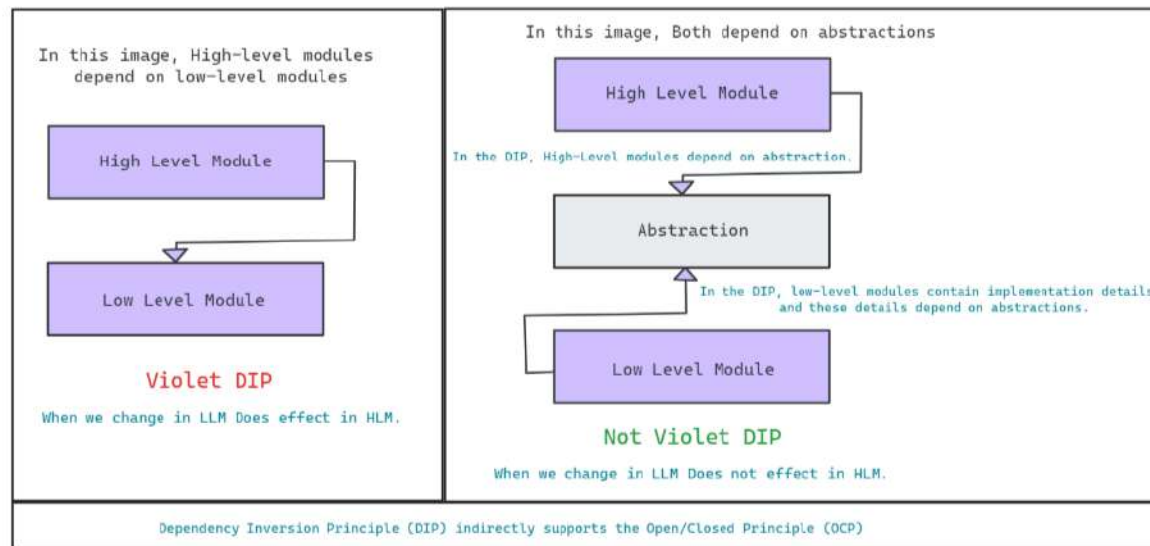 In this image, High-level modules
depend on low-level modules
High Level Module
Low Level Module
Violet DIP
When we change in LLM Does effect in HLM.
In this image, Both depend on abstractions
High Level Module
In the DIP, High-Level modules depend on abstraction.
Abstraction
In the DIP, low-level modules contain implementation details
and these details depend on abstractions.
Low Level Module
Not Violet DIP
When we change in LLM Does not effect in HLM.
Dependency Inversion Principle (DIP) indirectly supports the Open/Closed Principle (OCP)